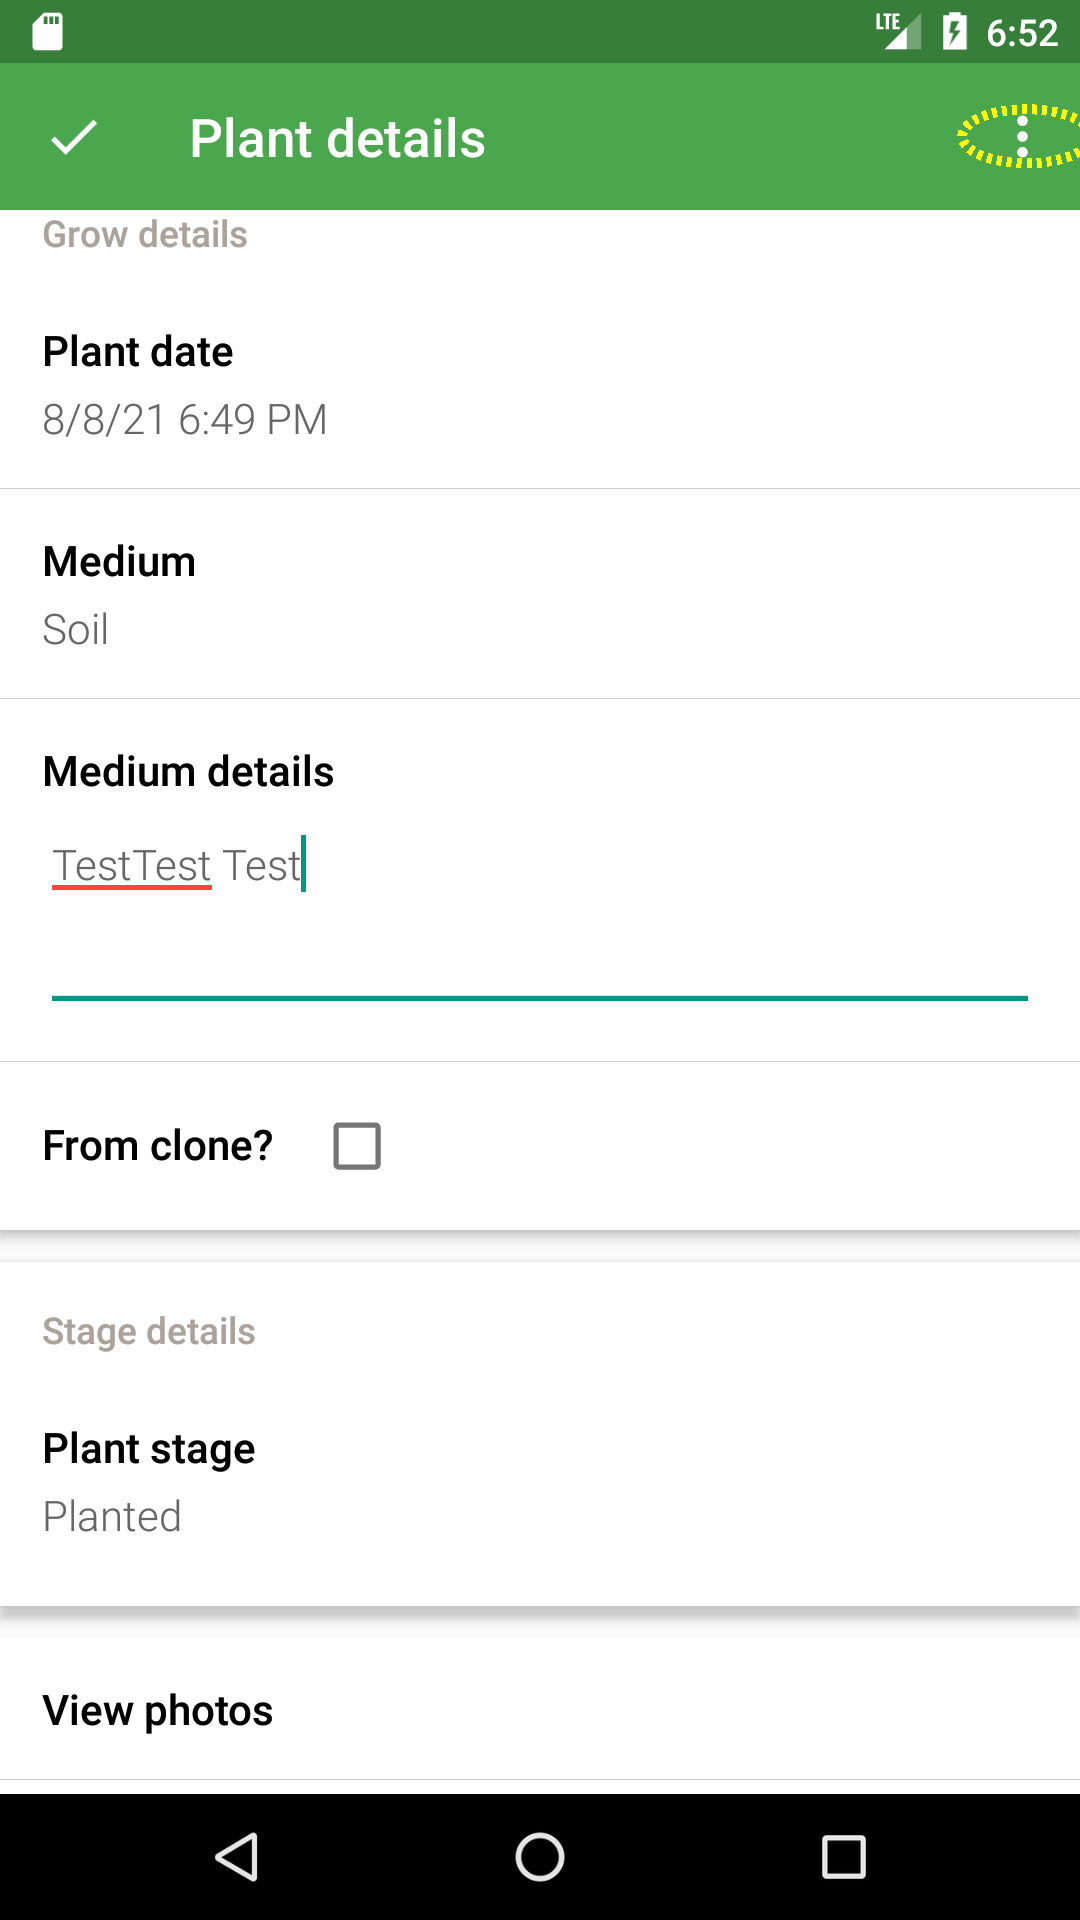 LTE 6:52
Plant details
Grow details
Plant date
8/8/21 6:49 PM
Medium
Soil
Medium details
TestTest Test
From clone?
Stage details
Plant stage
Planted
View photos